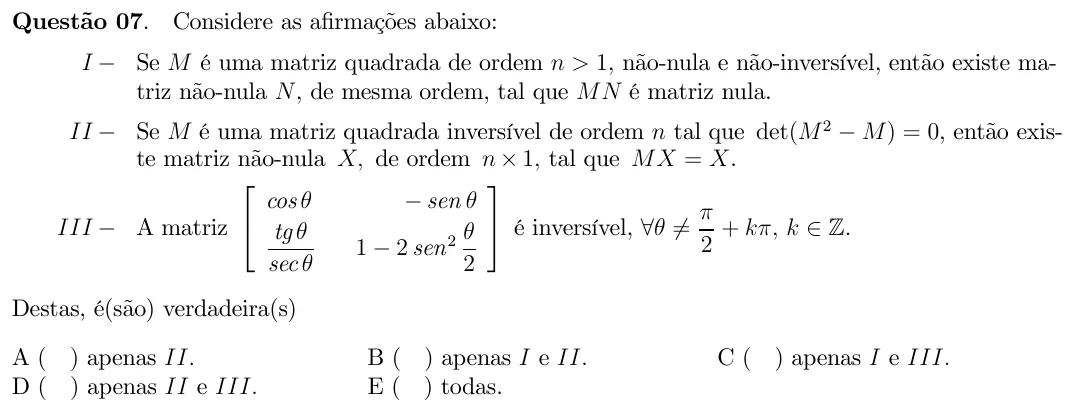 Questão 07. Considere as afirmações abaixo:
I – Se M é uma matriz quadrada de ordem n > 1, não-nula e não-inversível, então existe ma-
triz não-nula N, de mesma ordem, tal que MN é matriz nula.
II – Se M é uma matriz quadrada inversível de ordem n tal que det(M² − M) = 0, então exis-
te matriz não-nula X, de ordem n × 1, tal que MX = X.
III – A matriz [ cos θ − sen θ ; tg θ / sec θ 1 − 2 sen² θ/2 ] é inversível, ∀θ ≠ π/2 + kπ, k ∈ ℤ.
Destas, é(são) verdadeira(s)
A ( ) apenas II. B ( ) apenas I e II. C ( ) apenas I e III.
D ( ) apenas II e III. E ( ) todas.